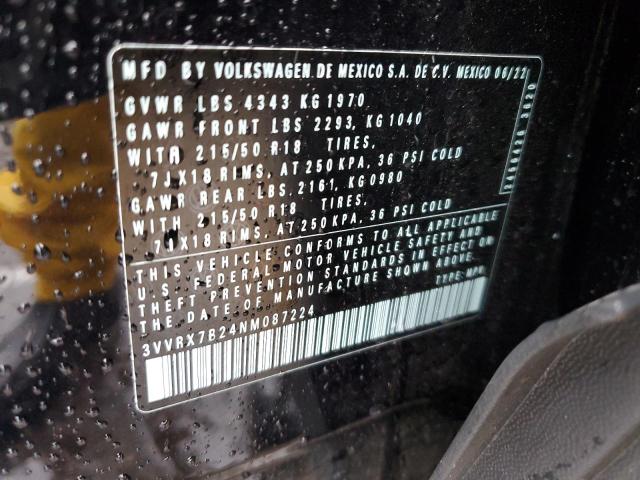 MFD BY VOLKSWAGEN DE MEXICO S.A. DE C.V. MEXICO 06/22
GVWR LBS 4343 KG 1970
GAWR FRONT LBS 2293, KG 1040
WITH 215/50 R18 TIRES,
7JX18 RIMS, AT 250 KPA, 36 PSI COLD
GAWR REAR LBS. 2161, KG 0980
WITH 215/50 R18 TIRES,
7JX18 RIMS, AT 250 KPA, 36 PSI COLD
THIS VEHICLE CONFORMS TO ALL APPLICABLE
U.S. FEDERAL MOTOR VEHICLE SAFETY AND
THEFT PREVENTION STANDARDS IN EFFECT ON
THE DATE OF MANUFACTURE SHOWN ABOVE.
TYPE MPV
3VVRX7B24NM087224